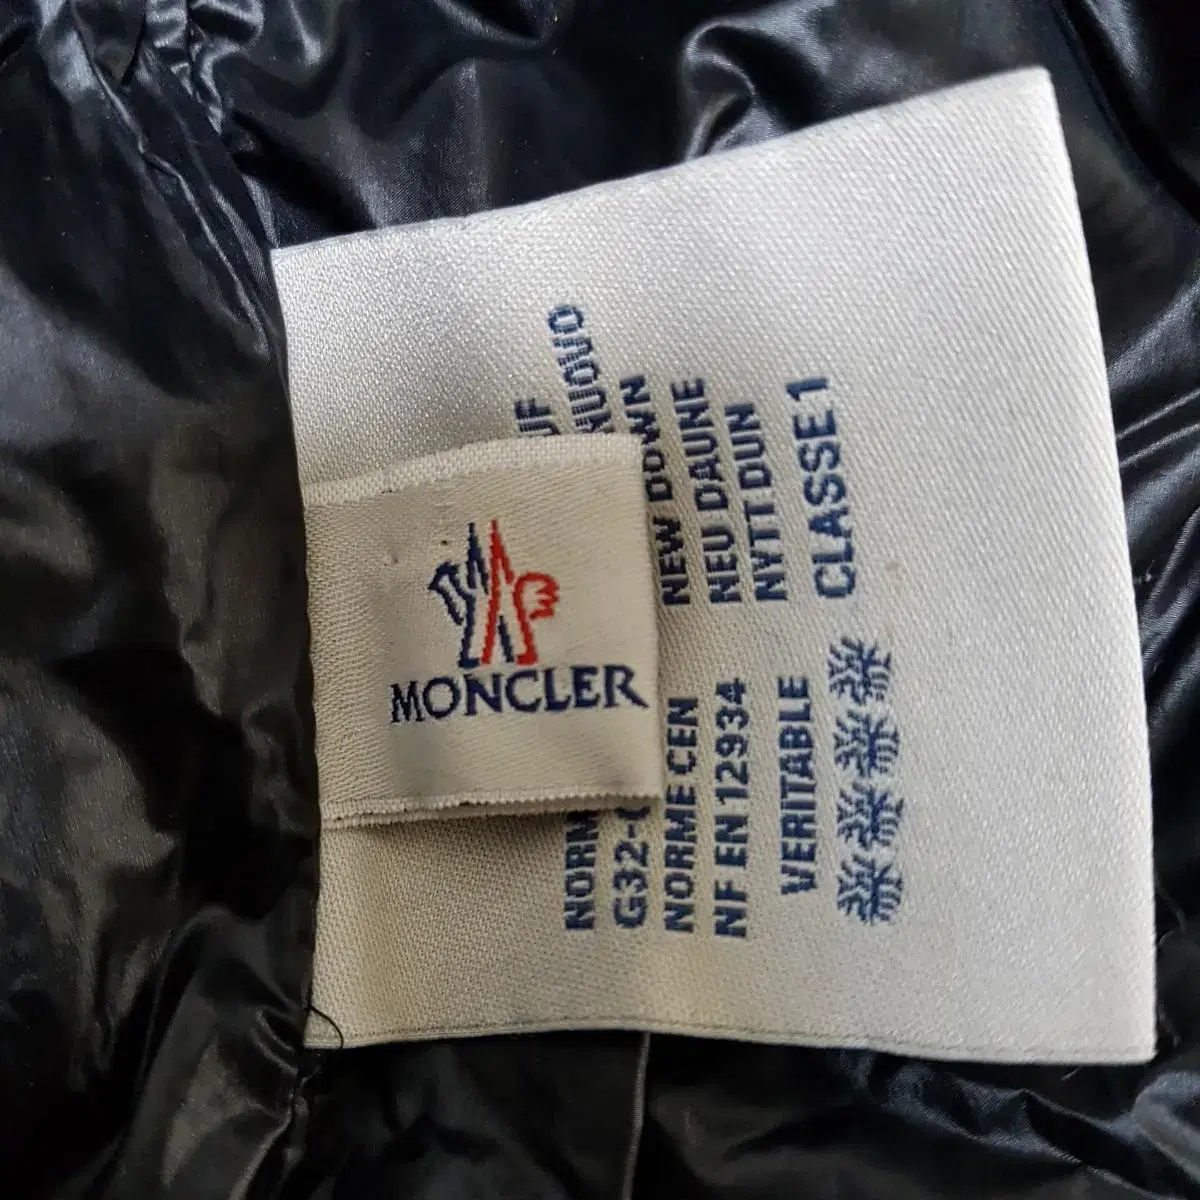 MONCLER
NEW DOWN
NEU DAUNE
NYTT DUN
CLASSE 1
NORME CEN
NF EN 12934
VERITABLE